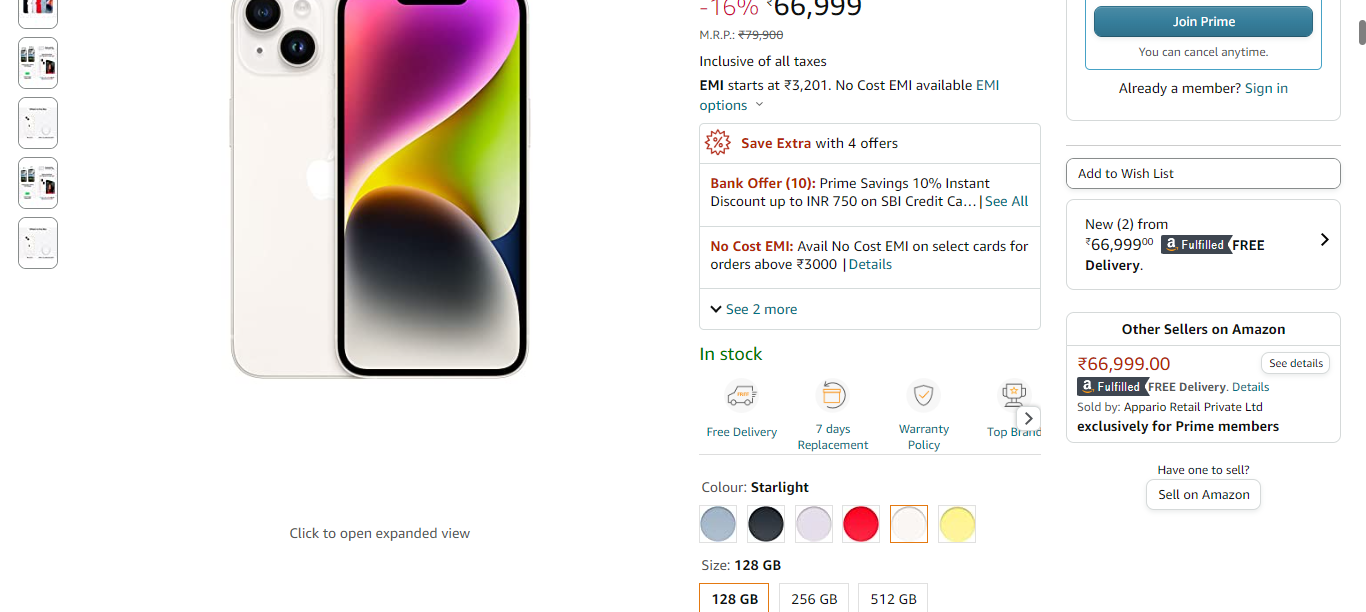 -16% ₹66,999
M.R.P.: ₹79,900
Inclusive of all taxes
EMI starts at ₹3,201. No Cost EMI available EMI
options
Save Extra with 4 offers
Bank Offer (10): Prime Savings 10% Instant
Discount up to INR 750 on SBI Credit Ca… | See All
No Cost EMI: Avail No Cost EMI on select cards for
orders above ₹3000 | Details
See 2 more
In stock
Free Delivery
7 days
Replacement
Warranty
Policy
Top Brand
Colour: Starlight
Size: 128 GB
128 GB
256 GB
512 GB
Click to open expanded view
Join Prime
You can cancel anytime.
Already a member? Sign in
Add to Wish List
New (2) from
₹66,99900 a Fulfilled FREE
Delivery.
Other Sellers on Amazon
₹66,999.00
See details
a Fulfilled FREE Delivery. Details
Sold by: Appario Retail Private Ltd
exclusively for Prime members
Have one to sell?
Sell on Amazon